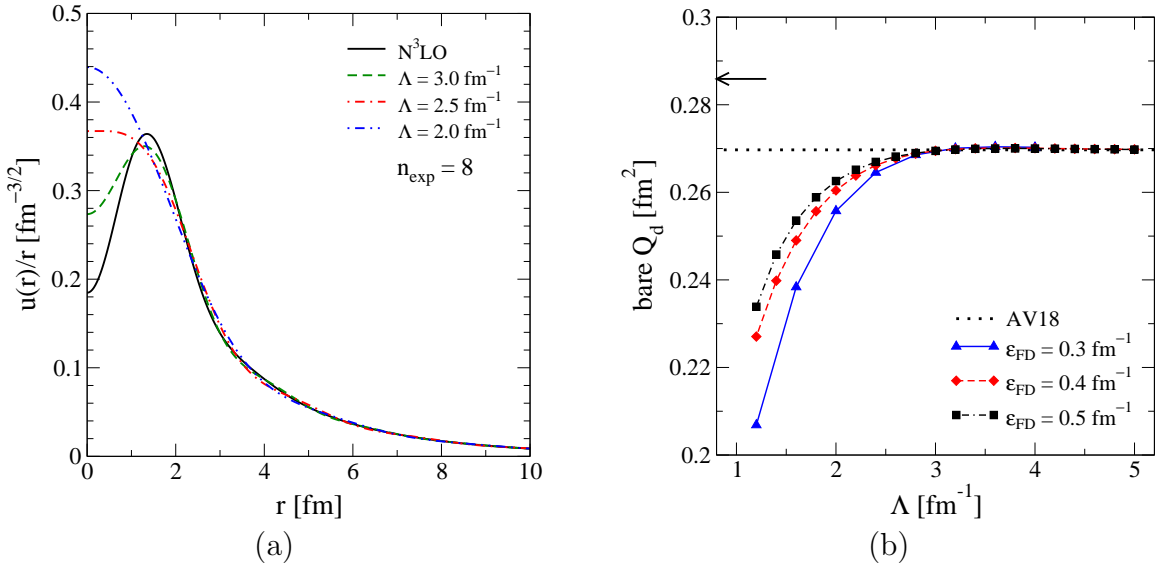 0.5
0.4
0.3
0.2
0.1
0
u(r)/r [fm⁻³/²]
N³LO
Λ = 3.0 fm⁻¹
Λ = 2.5 fm⁻¹
Λ = 2.0 fm⁻¹
n_exp = 8
0 2 4 6 8 10
r [fm]
(a)
0.3
0.28
0.26
0.24
0.22
0.2
bare Q_d [fm²]
AV18
ε_FD = 0.3 fm⁻¹
ε_FD = 0.4 fm⁻¹
ε_FD = 0.5 fm⁻¹
1 2 3 4 5
Λ [fm⁻¹]
(b)